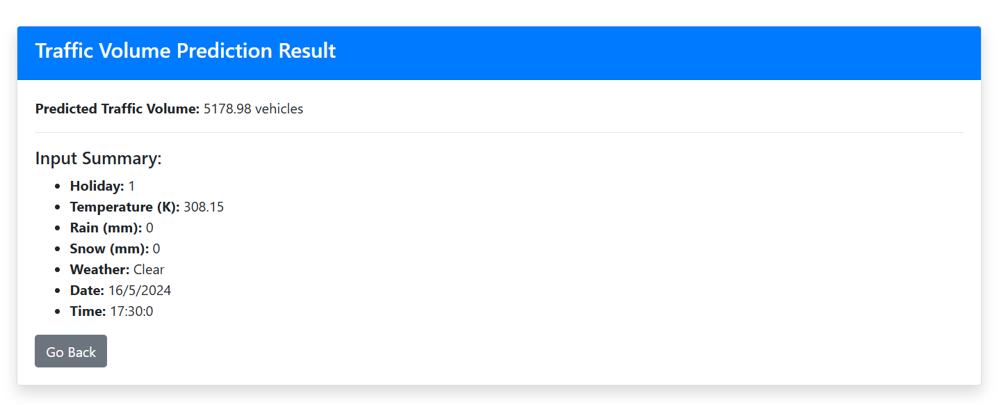 Traffic Volume Prediction Result
Predicted Traffic Volume: 5178.98 vehicles
Input Summary:
Holiday: 1
Temperature (K): 308.15
Rain (mm): 0
Snow (mm): 0
Weather: Clear
Date: 16/5/2024
Time: 17:30:0
Go Back